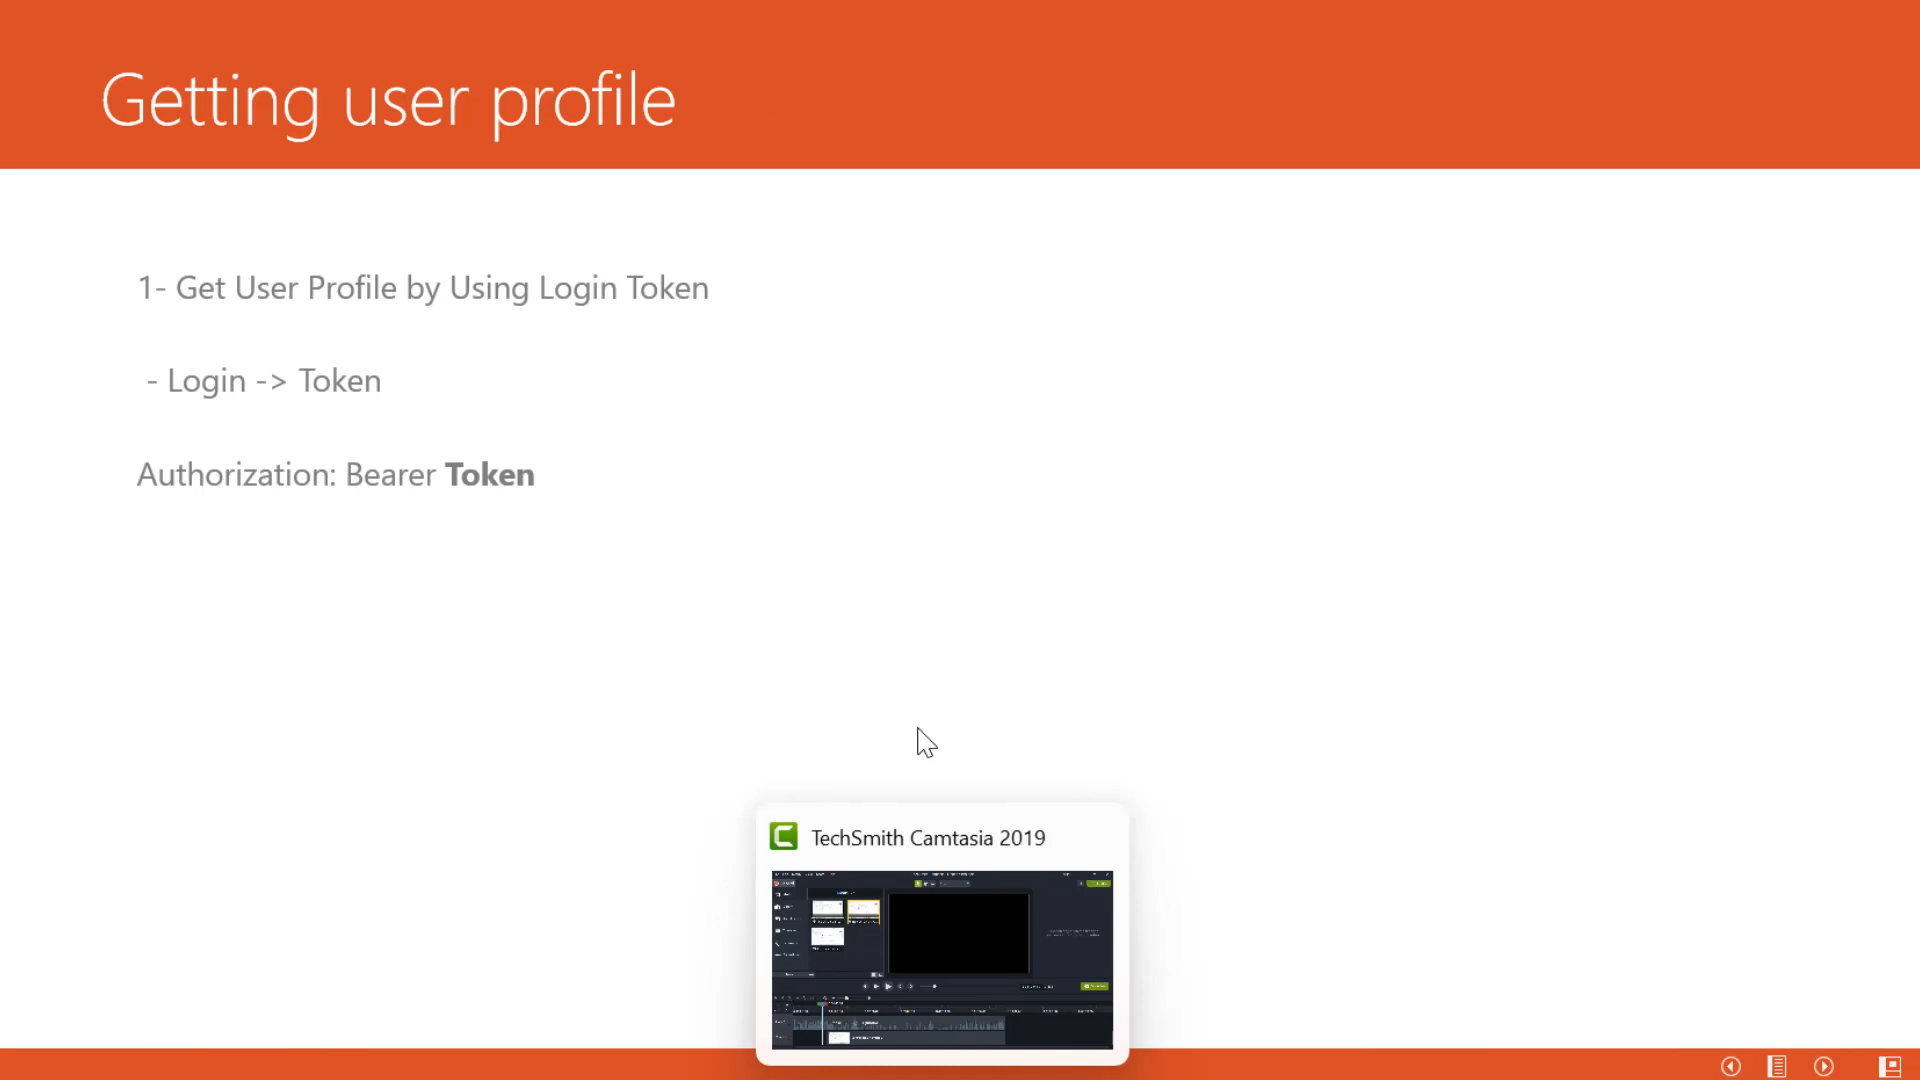 Getting user profile
1- Get User Profile by Using Login Token
- Login -> Token
Authorization: Bearer Token
TechSmith Camtasia 2019